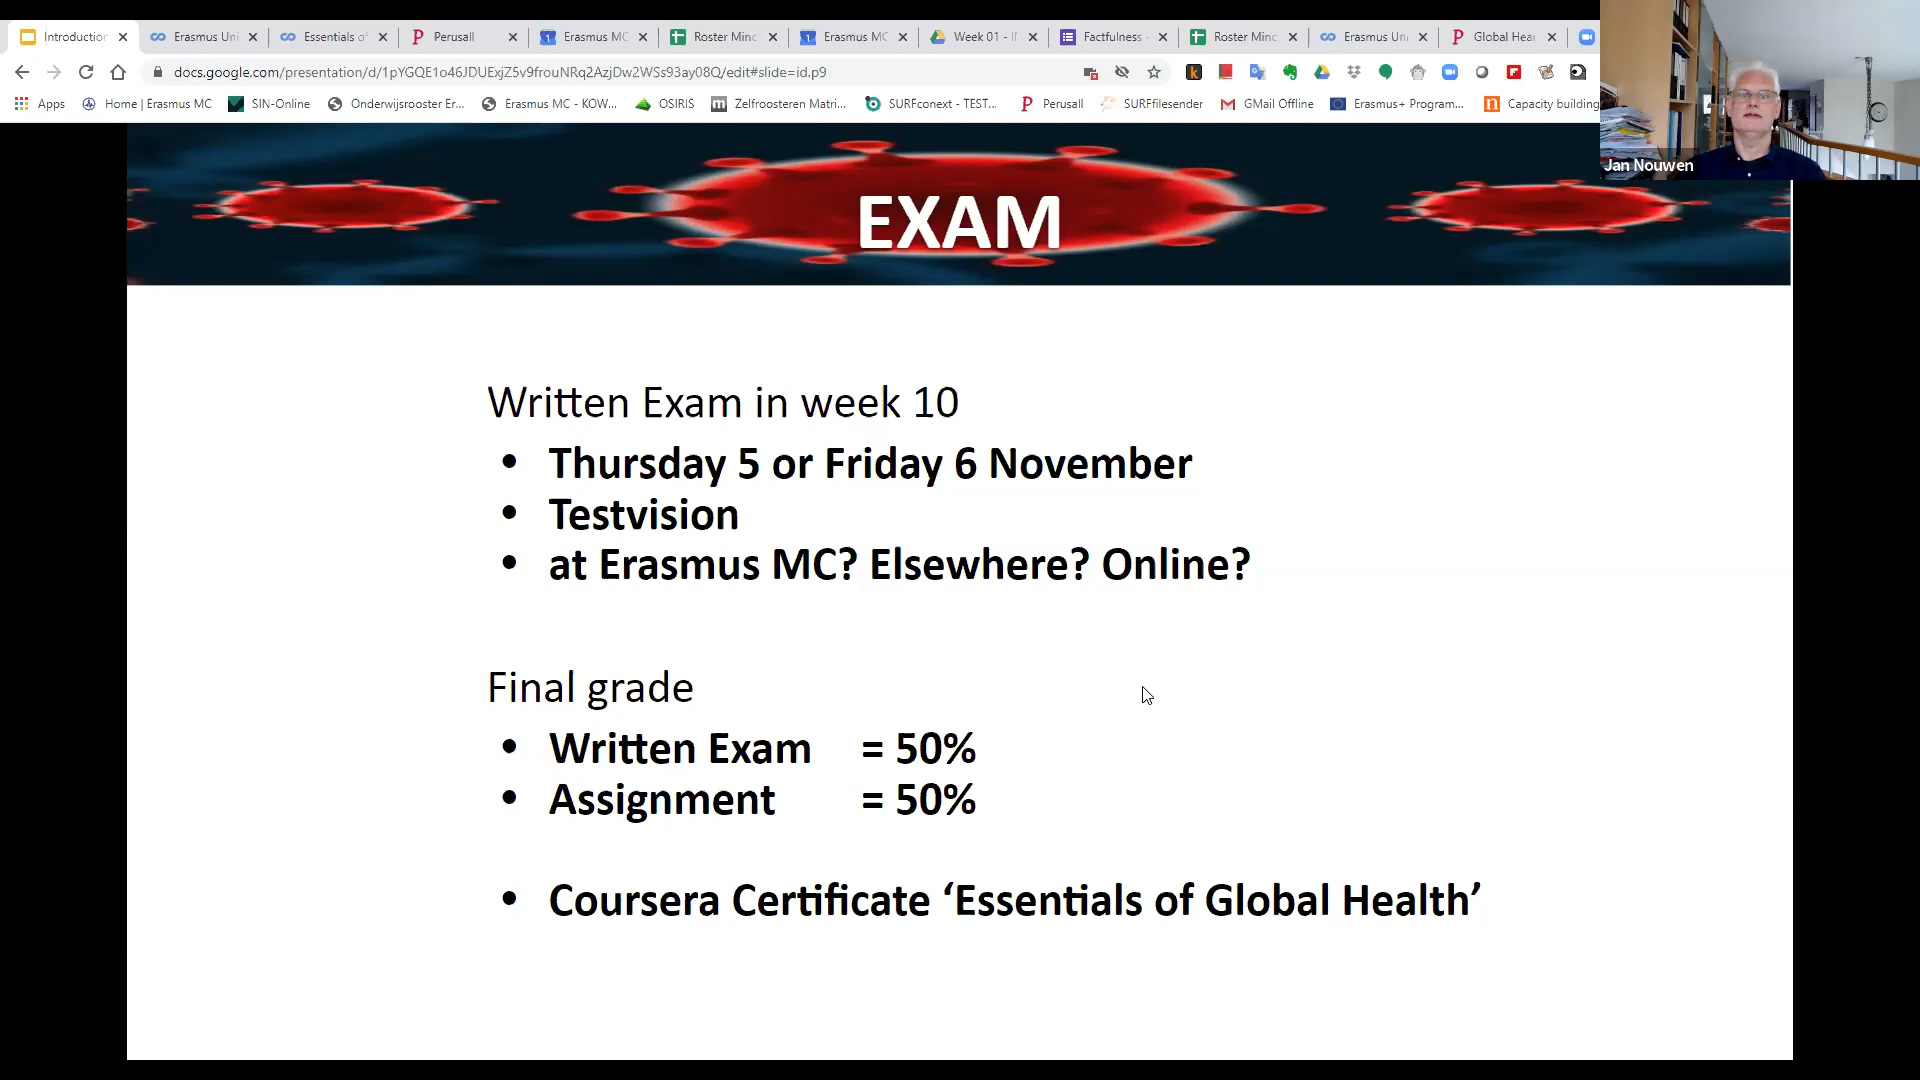 Introduction
Erasmus Uni
Essentials of
Perusall
Erasmus MC
Roster Minc
Erasmus MC
Week 01 - I
Factfulness -
Roster Minc
Erasmus Uni
Global Heal
docs.google.com/presentation/d/1pYGQE1o46JDUExjZ5v9frouNRq2AzjDw2WSs93ay08Q/edit#slide=id.p9
Apps
Home | Erasmus MC
SIN-Online
Onderwijsrooster Er...
Erasmus MC - KOW...
OSIRIS
Zelfroosteren Matri...
SURFconext - TEST...
Perusall
SURFfilesender
GMail Offline
Erasmus+ Program...
Capacity building
Jan Nouwen
EXAM
Written Exam in week 10
• Thursday 5 or Friday 6 November
• Testvision
• at Erasmus MC? Elsewhere? Online?
Final grade
• Written Exam = 50%
• Assignment = 50%
• Coursera Certificate ‘Essentials of Global Health’